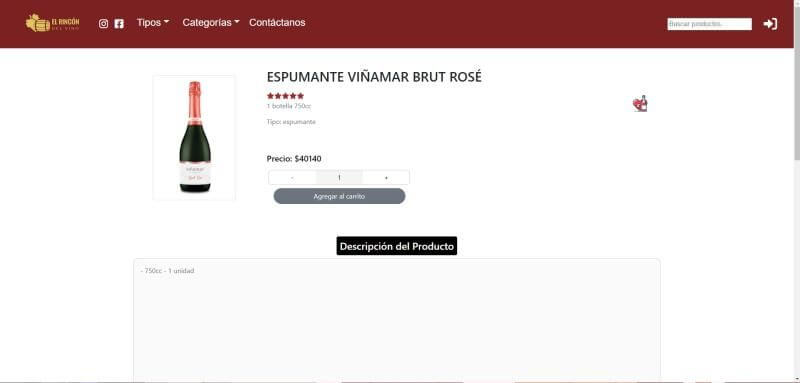 EL RINCÓN
DEL VINO
Tipos
Categorías
Contáctanos
Buscar productos..
ESPUMANTE VIÑAMAR BRUT ROSÉ
1 botella 750cc
Tipo: espumante
VIÑAMAR
Precio: $40140
- 1 +
Agregar al carrito
Descripción del Producto
- 750cc - 1 unidad